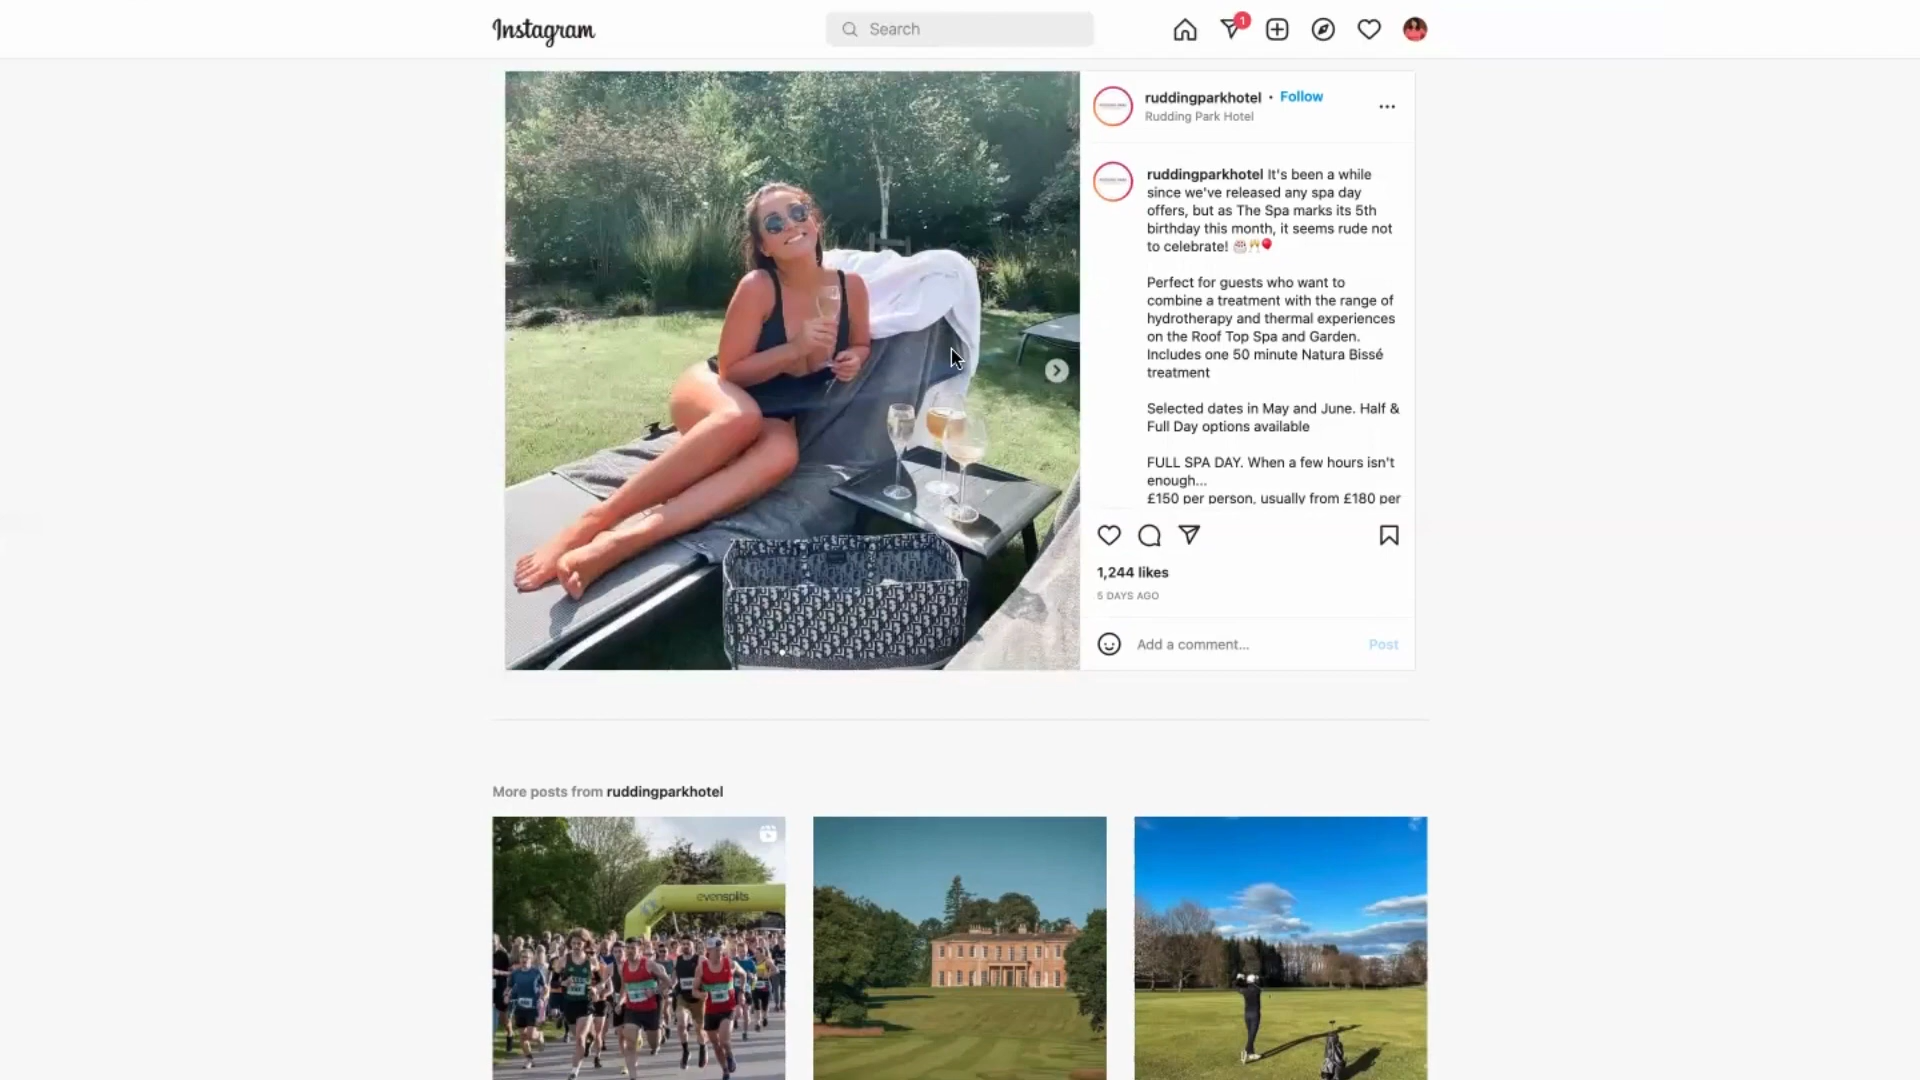 Instagram
Search
1
ruddingparkhotel • Follow
Rudding Park Hotel
ruddingparkhotel It's been a while
since we've released any spa day
offers, but as The Spa marks its 5th
birthday this month, it seems rude not
to celebrate! 🎂🥂🎈
Perfect for guests who want to
combine a treatment with the range of
hydrotherapy and thermal experiences
on the Roof Top Spa and Garden.
Includes one 50 minute Natura Bissé
treatment
Selected dates in May and June. Half &
Full Day options available
FULL SPA DAY. When a few hours isn't
enough...
£150 per person, usually from £180 per
1,244 likes
5 DAYS AGO
Add a comment...
Post
More posts from ruddingparkhotel
evensplits